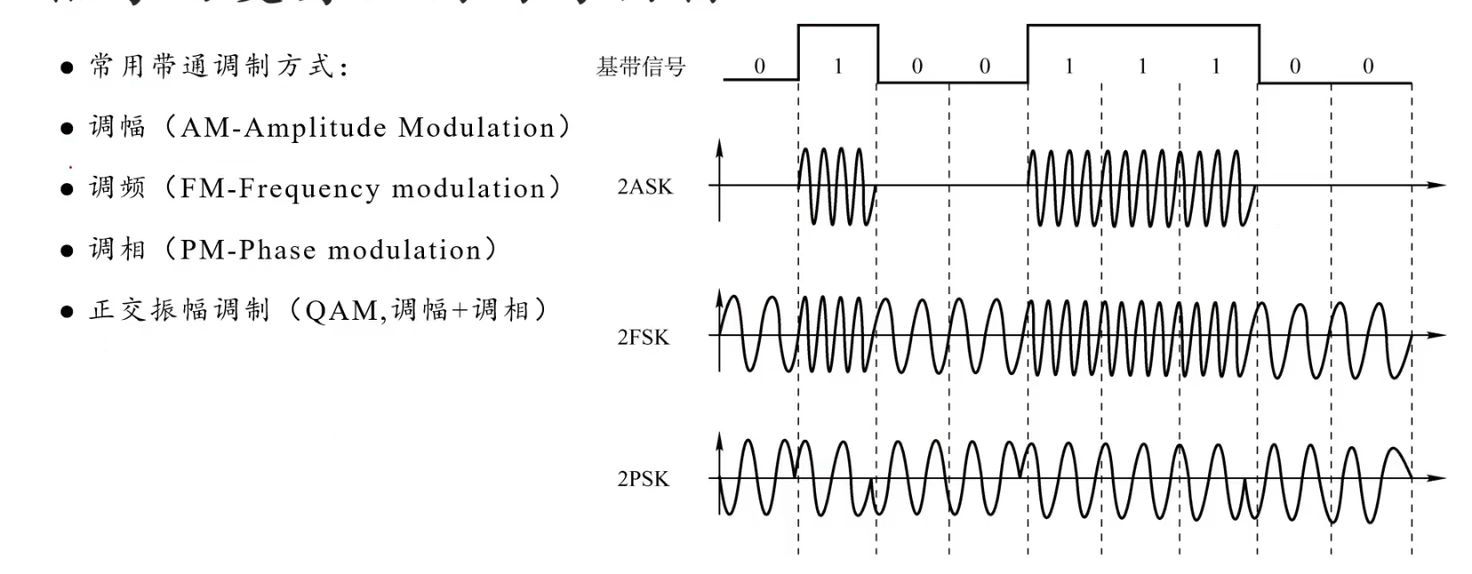 ● 常用带通调制方式：
● 调幅（AM-Amplitude Modulation）
● 调频（FM-Frequency modulation）
● 调相（PM-Phase modulation）
● 正交振幅调制（QAM,调幅+调相）
基带信号 0 1 0 0 1 1 1 0 0
2ASK
2FSK
2PSK